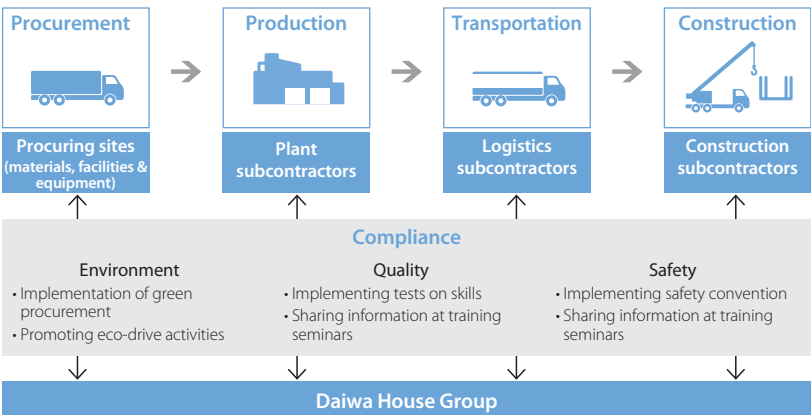 Procurement
Production
Transportation
Construction
Procuring sites
(materials, facilities &
equipment)
Plant
subcontractors
Logistics
subcontractors
Construction
subcontractors
Compliance
Environment
• Implementation of green
procurement
• Promoting eco-drive activities
Quality
• Implementing tests on skills
• Sharing information at training
seminars
Safety
• Implementing safety convention
• Sharing information at training
seminars
Daiwa House Group